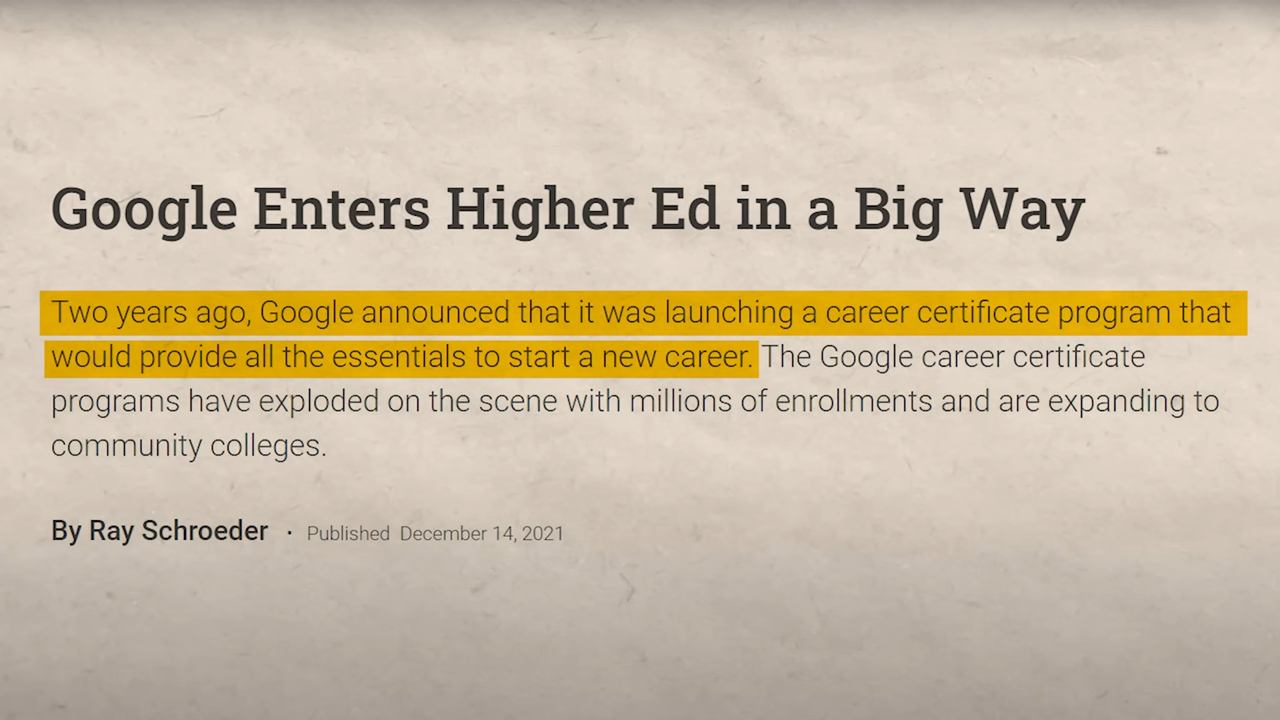 Google Enters Higher Ed in a Big Way
Two years ago, Google announced that it was launching a career certificate program that
would provide all the essentials to start a new career. The Google career certificate
programs have exploded on the scene with millions of enrollments and are expanding to
community colleges.
By Ray Schroeder · Published December 14, 2021